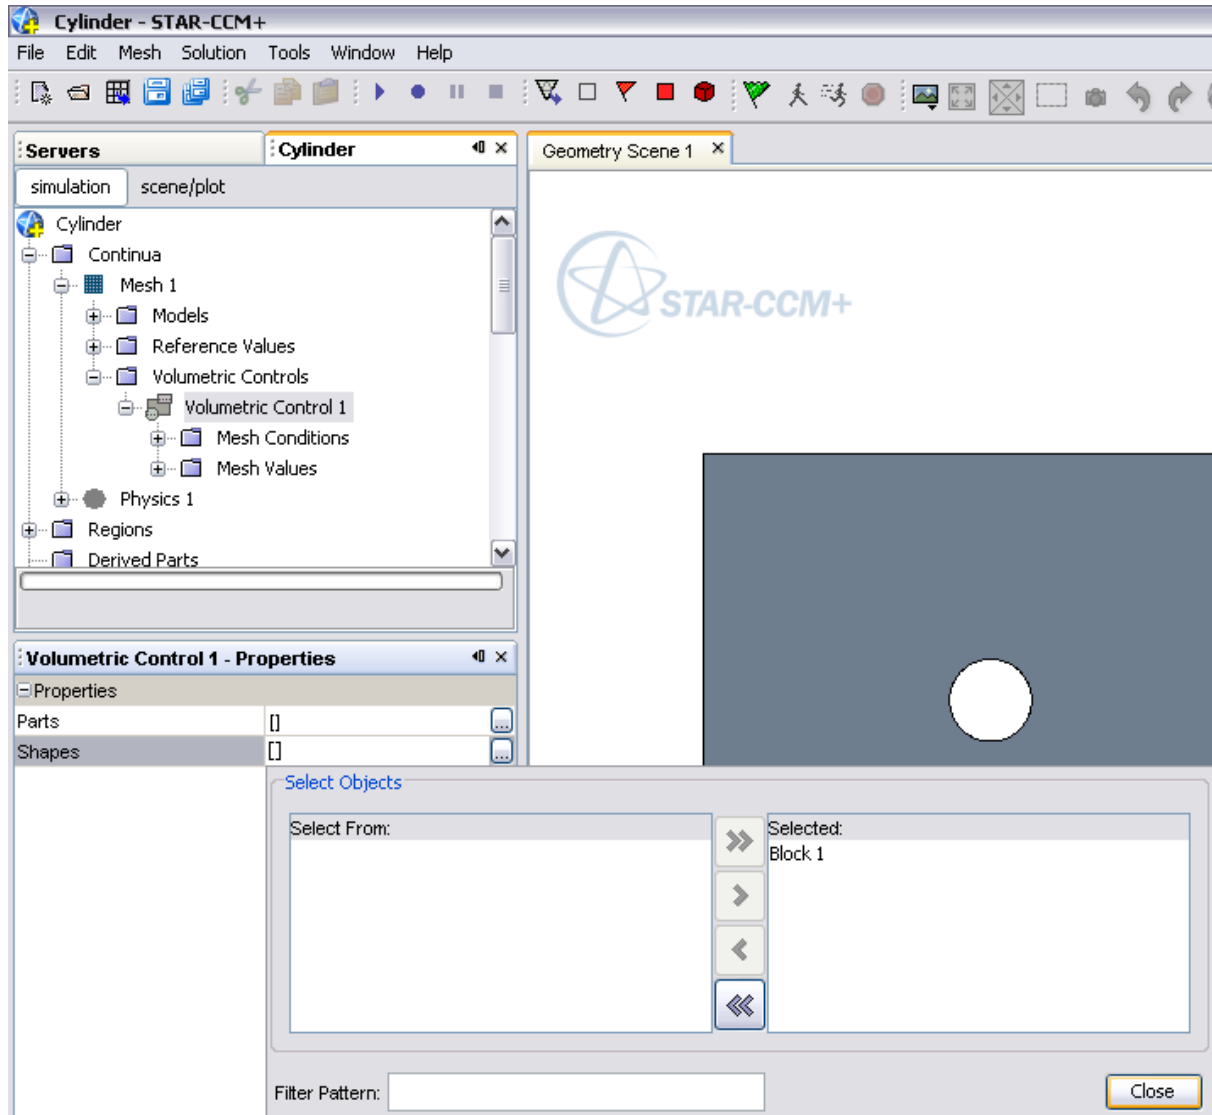 Cylinder - STAR-CCM+
File Edit Mesh Solution Tools Window Help
Servers
Cylinder
Geometry Scene 1
simulation scene/plot
Cylinder
Continua
Mesh 1
Models
Reference Values
Volumetric Controls
Volumetric Control 1
Mesh Conditions
Mesh Values
Physics 1
Regions
Derived Parts
STAR-CCM+
Volumetric Control 1 - Properties
Properties
Parts []
...
Shapes []
...
Select Objects
Select From:
Selected:
Block 1
Filter Pattern:
Close